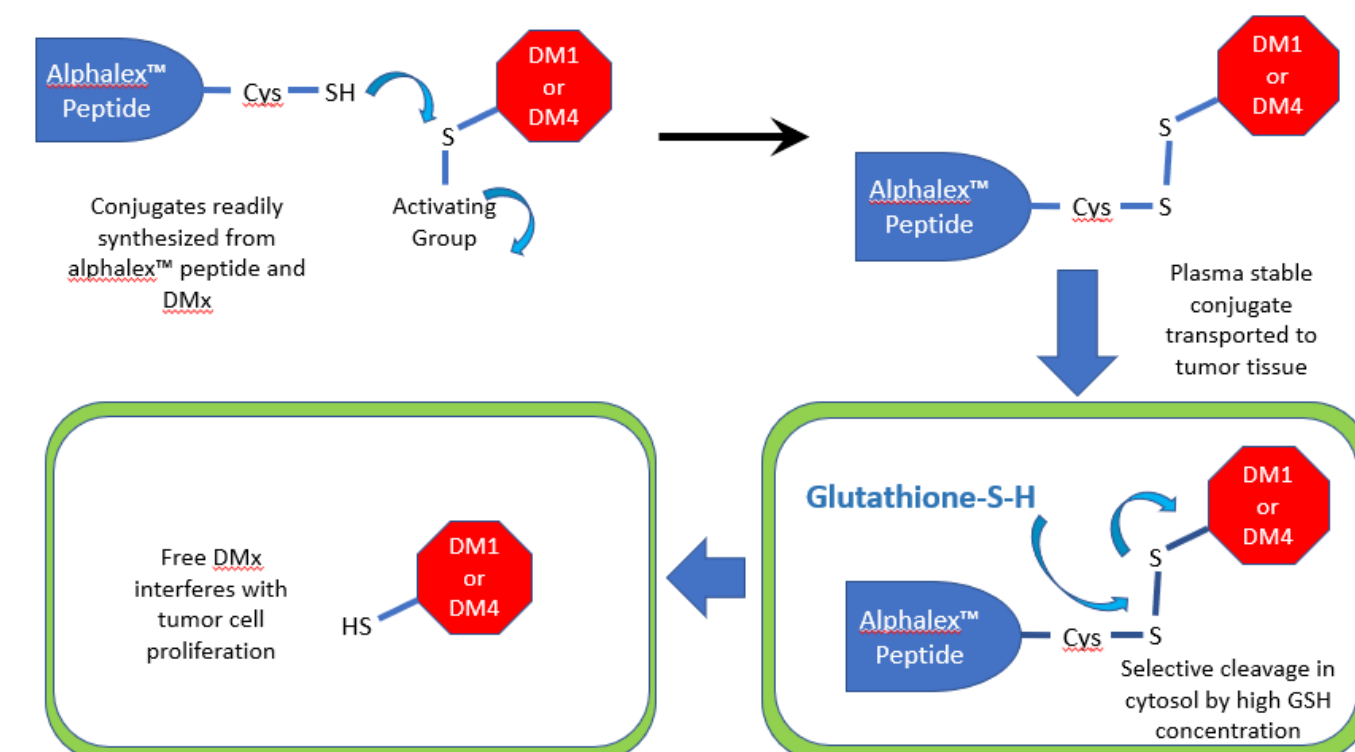 Alphalex™
Peptide
Cys
SH
S
DM1
or
DM4
Activating
Group
Conjugates readily
synthesized from
alphalex™ peptide and
DMx
DM1
or
DM4
S
Alphalex™
Peptide
Cys
S
Plasma stable
conjugate
transported to
tumor tissue
Free DMx
interferes with
tumor cell
proliferation
HS
DM1
or
DM4
Glutathione-S-H
DM1
or
DM4
S
Alphalex™
Peptide
Cys
S
Selective cleavage in
cytosol by high GSH
concentration